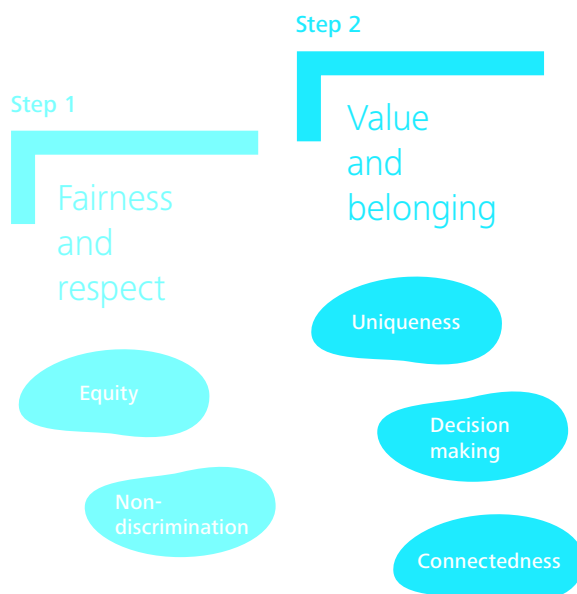 Step 1
Fairness
and
respect
Equity
Non-
discrimination
Step 2
Value
and
belonging
Uniqueness
Decision
making
Connectedness